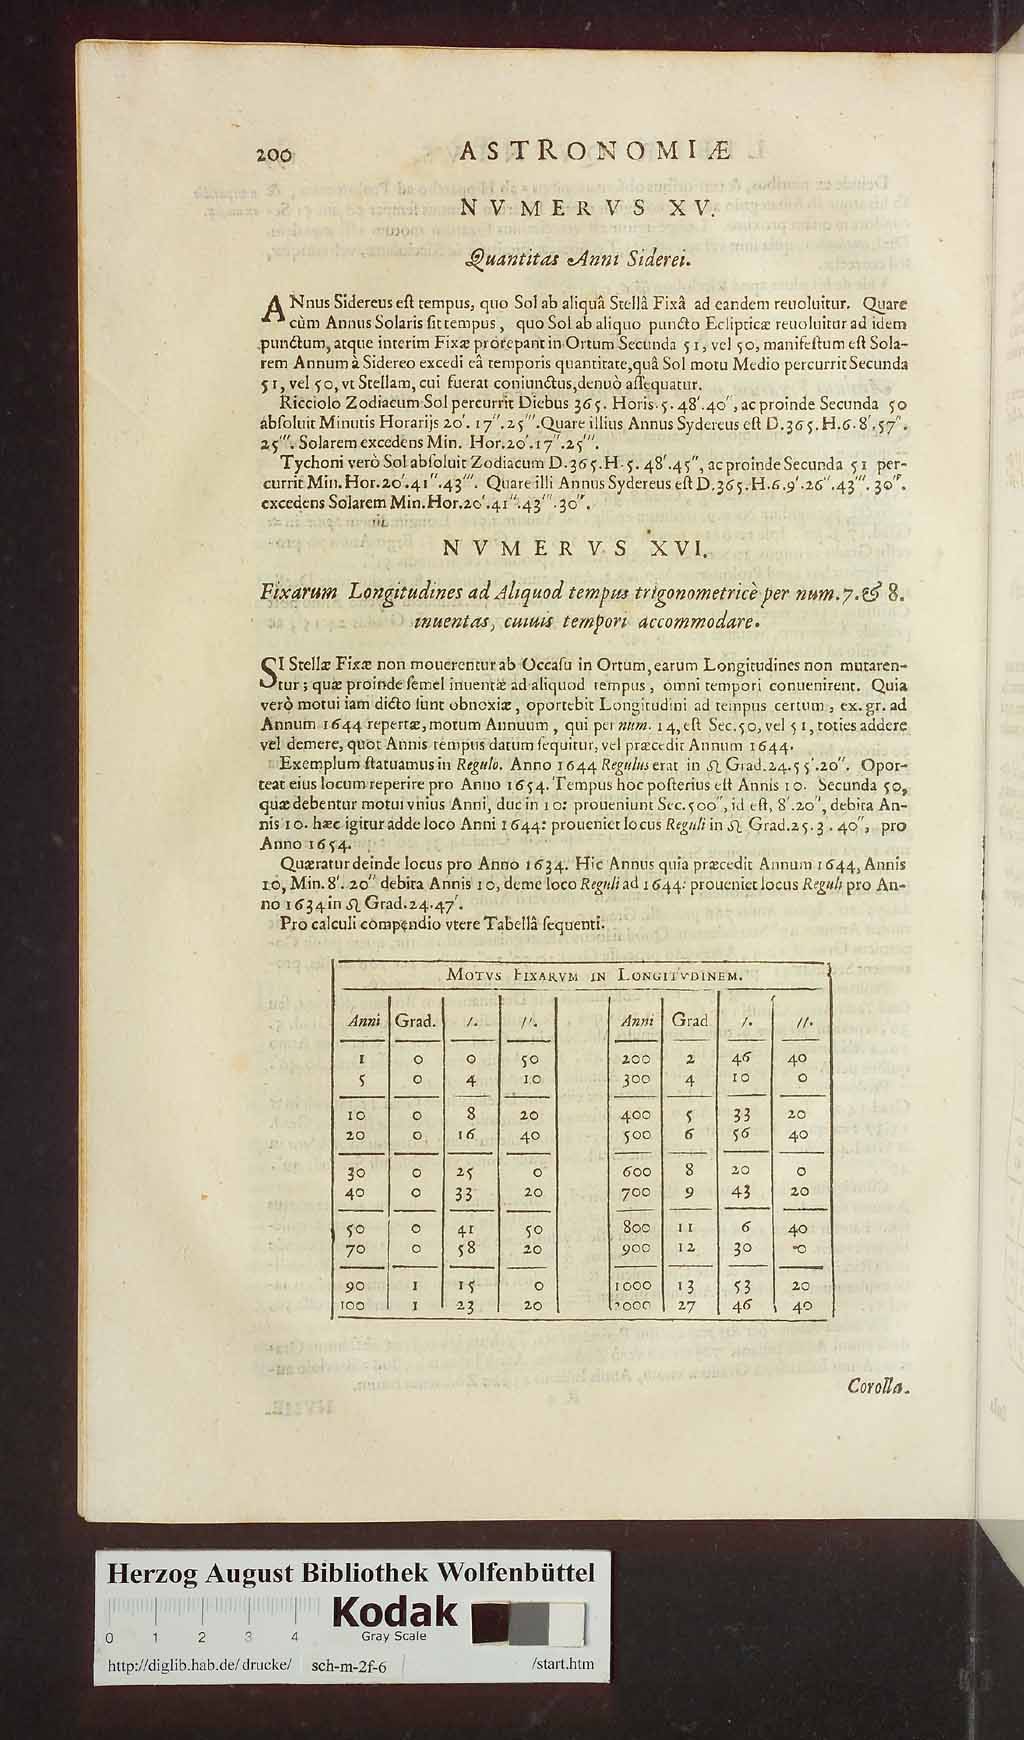 200 ASTRONOMIÆ
NVMERVS XV.
Quantitas Anni Siderei.
ANnus Sidereus est tempus, quo Sol ab aliquâ Stellâ Fixâ ad eandem reuoluitur. Quare
cùm Annus Solaris sit tempus, quo Sol ab aliquo puncto Eclipticæ reuoluitur ad idem
punctum, atque interim Fixæ prorepant in Ortum Secunda 51, vel 50, manifestum est Sola-
rem Annum à Sidereo excedi eâ temporis quantitate, quâ Sol motu Medio percurrit Secunda
51, vel 50, vt Stellam, cui fuerat coniunctus, denuò assequatur.
Ricciolo Zodiacum Sol percurrit Diebus 365. Horis. 5. 48'.40'', ac proinde Secunda 50
absoluit Minutis Horarijs 20'. 17''. 25'''. Quare illius Annus Sydereus est D.365. H.6. 8'.57''.
25'''. Solarem excedens Min. Hor.20'.17''.25'''.
Tychoni verò Sol absoluit Zodiacum D.365. H. 5. 48'.45'', ac proinde Secunda 51 per-
currit Min. Hor.20'.41''.43'''. Quare illi Annus Sydereus est D.365. H.6.9'.26''.43'''. 30''''.
excedens Solarem Min. Hor.20'.41''.43'''.30''''.
NVMERVS XVI.
Fixarum Longitudines ad Aliquod tempus trigonometricè per num. 7. & 8.
inuentas, cuiuis tempori accommodare.
SI Stellæ Fixæ non mouerentur ab Occasu in Ortum, earum Longitudines non mutaren-
tur; quæ proinde semel inuentæ ad aliquod tempus, omni tempori conuenirent. Quia
verò motui iam dicto sunt obnoxiæ, oportebit Longitudini ad tempus certum, ex. gr. ad
Annum 1644 repertæ, motum Annuum, qui per num. 14, est Sec. 50, vel 51, toties addere
vel demere, quot Annis tempus datum sequitur, vel præcedit Annum 1644.
Exemplum statuamus in Regulo. Anno 1644 Regulus erat in ♌ Grad. 24. 55'.20''. Opor-
teat eius locum reperire pro Anno 1654. Tempus hoc posterius est Annis 10. Secunda 50,
quæ debentur motui vnius Anni, duc in 10: proueniunt Sec. 500'', id est, 8'.20'', debita An-
nis 10. hæc igitur adde loco Anni 1644: proueniet locus Reguli in ♌ Grad. 25. 3. 40'', pro
Anno 1654.
Quæratur deinde locus pro Anno 1634. Hic Annus quia præcedit Annum 1644, Annis
10, Min. 8'. 20'' debita Annis 10, deme loco Reguli ad 1644: proueniet locus Reguli pro An-
no 1634 in ♌ Grad. 24. 47'.
Pro calculi compendio vtere Tabellâ sequenti.
MOTVS FIXARVM IN LONGITVDINEM.
Anni Grad. /. //. Anni Grad /. //.
1 0 0 50 200 2 46 40
5 0 4 10 300 4 10 0
10 0 8 20 400 5 33 20
20 0 16 40 500 6 56 40
30 0 25 0 600 8 20 0
40 0 33 20 700 9 43 20
50 0 41 50 800 11 6 40
70 0 58 20 900 12 30 0
90 1 15 0 1000 13 53 20
100 1 23 20 2000 27 46 40
Corolla.
Herzog August Bibliothek Wolfenbüttel
Kodak
0 1 2 3 4 Gray Scale
http://diglib.hab.de/drucke/ sch-m-2f-6 /start.htm